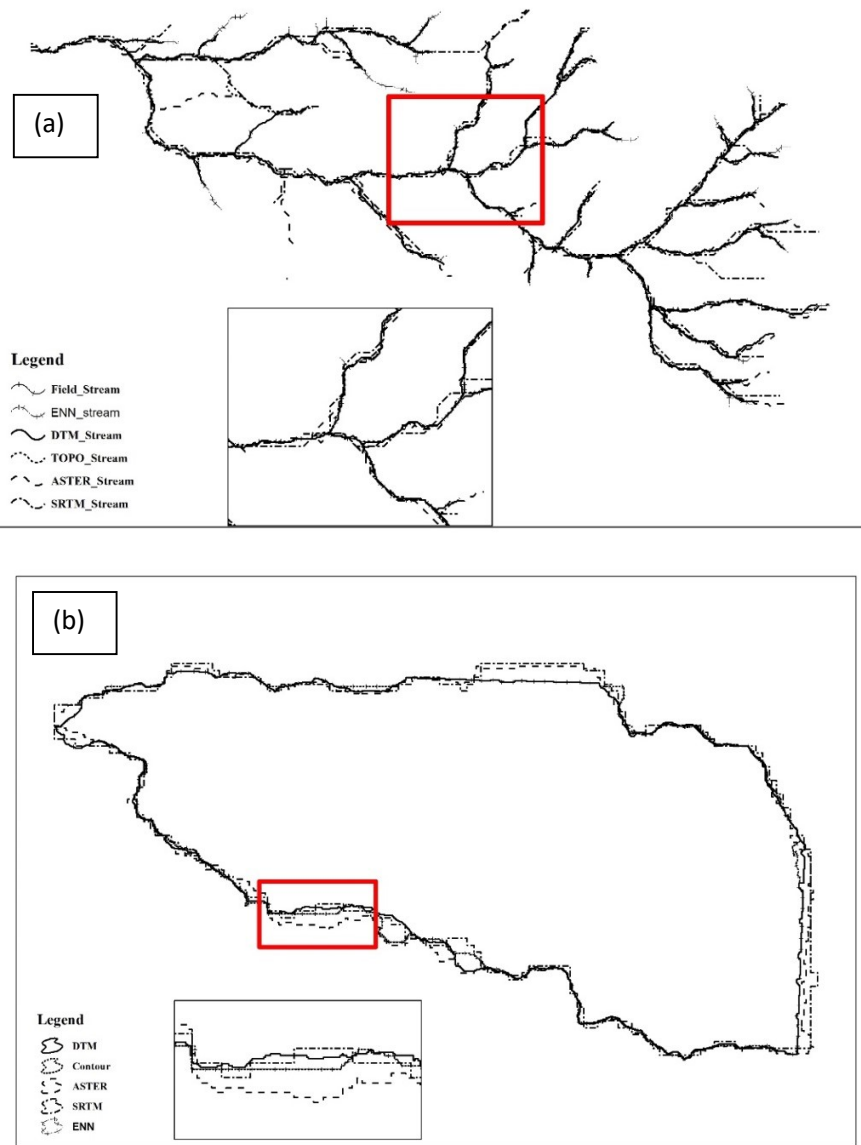 (a)
Legend
Field_Stream
ENN_stream
DTM_Stream
TOPO_Stream
ASTER_Stream
SRTM_Stream
(b)
Legend
DTM
Contour
ASTER
SRTM
ENN